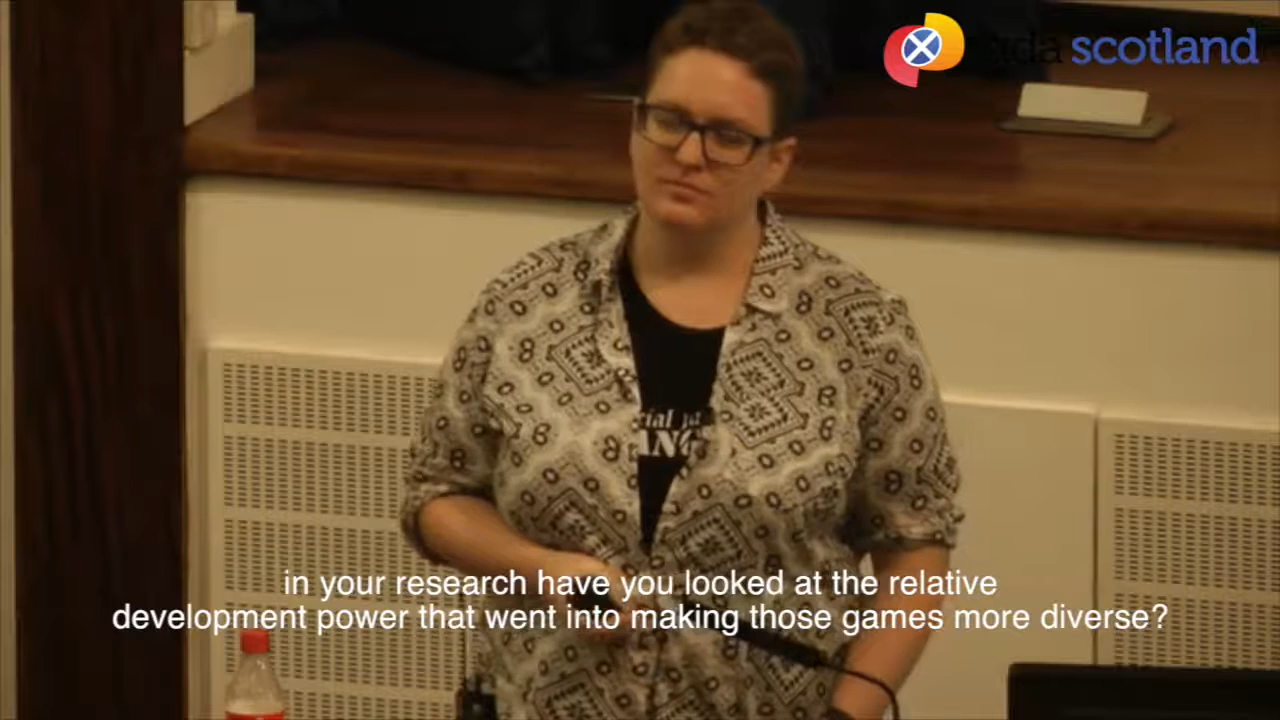 scotland
in your research have you looked at the relative
development power that went into making those games more diverse?